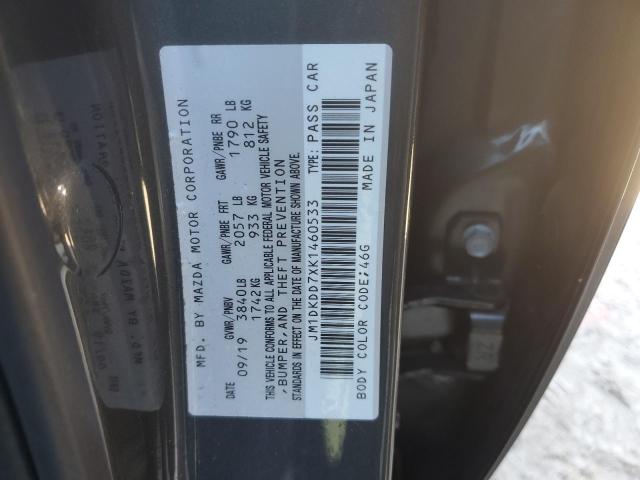 MFD. BY MAZDA MOTOR CORPORATION
DATE GVWR/PNBV GAWR/PNBE FRT GAWR/PNBE RR
09/19 3840LB 2057 LB 1790 LB
1742KG 933 KG 812 KG
THIS VEHICLE CONFORMS TO ALL APPLICABLE FEDERAL MOTOR VEHICLE SAFETY
,BUMPER,AND THEFT PREVENTION
STANDARDS IN EFFECT ON THE DATE OF MANUFACTURE SHOWN ABOVE.
JM1DKDD7XK1460533 TYPE: PASS CAR
BODY COLOR CODE;46G MADE IN JAPAN